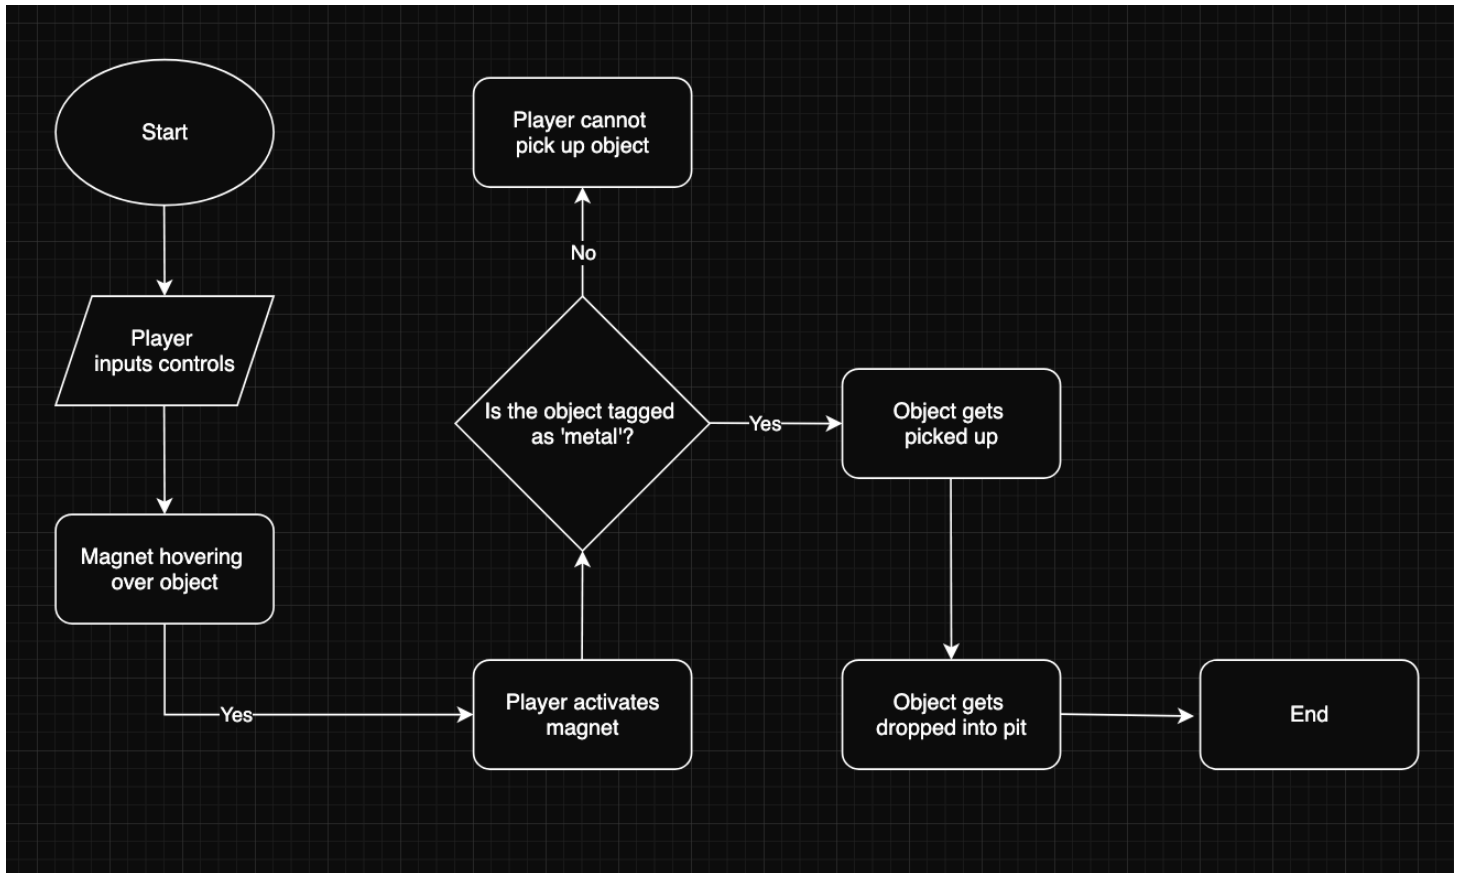 Start
Player
inputs controls
Magnet hovering
over object
Yes
Player activates
magnet
Is the object tagged
as 'metal'?
No
Player cannot
pick up object
Yes
Object gets
picked up
Object gets
dropped into pit
End